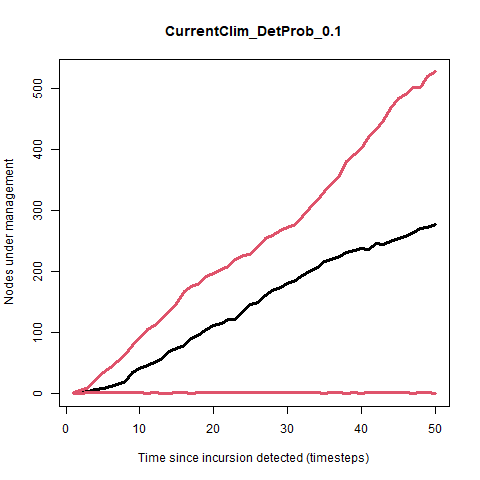 CurrentClim_DetProb_0.1
Nodes under management
500
400
300
200
100
0
0 10 20 30 40 50
Time since incursion detected (timesteps)